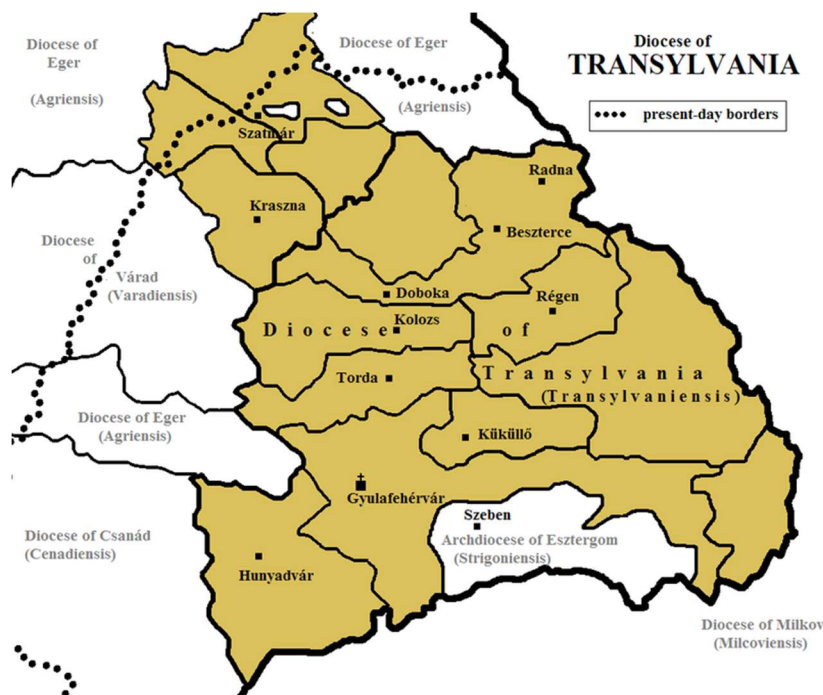 Diocese of
TRANSYLVANIA
present-day borders
Diocese of
Eger
(Agriensis)
Diocese of Eger
(Agriensis)
Szatmár
Radna
Kraszna
Beszterce
Diocese
of
Várad
(Varadiensis)
Doboka
Régen
Kolozs
Diocese of
Transylvania
(Transylvaniensis)
Torda
Diocese of Eger
(Agriensis)
Küküllő
Gyulafehérvár
Szeben
Archdiocese of Esztergom
(Strigoniensis)
Diocese of Csanád
(Cenadiensis)
Hunyadvár
Diocese of Milkov
(Milcoviensis)